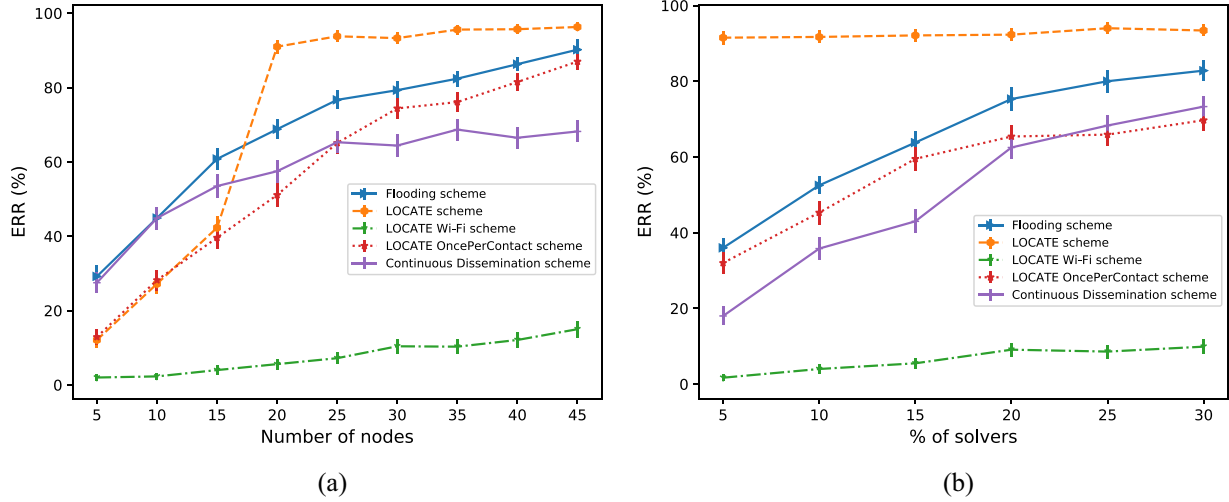 100
80
60
40
20
0
ERR (%)
Flooding scheme
LOCATE scheme
LOCATE Wi-Fi scheme
LOCATE OncePerContact scheme
Continuous Dissemination scheme
5 10 15 20 25 30 35 40 45
Number of nodes
(a)
100
80
60
40
20
0
ERR (%)
Flooding scheme
LOCATE scheme
LOCATE Wi-Fi scheme
LOCATE OncePerContact scheme
Continuous Dissemination scheme
5 10 15 20 25 30
% of solvers
(b)